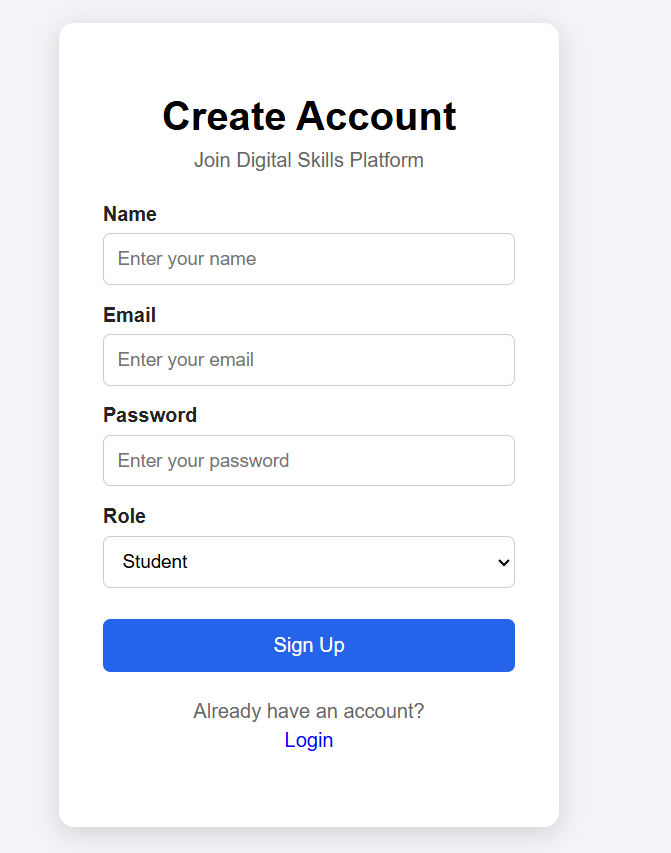 Create Account
Join Digital Skills Platform
Name
Enter your name
Email
Enter your email
Password
Enter your password
Role
Student
Sign Up
Already have an account?
Login